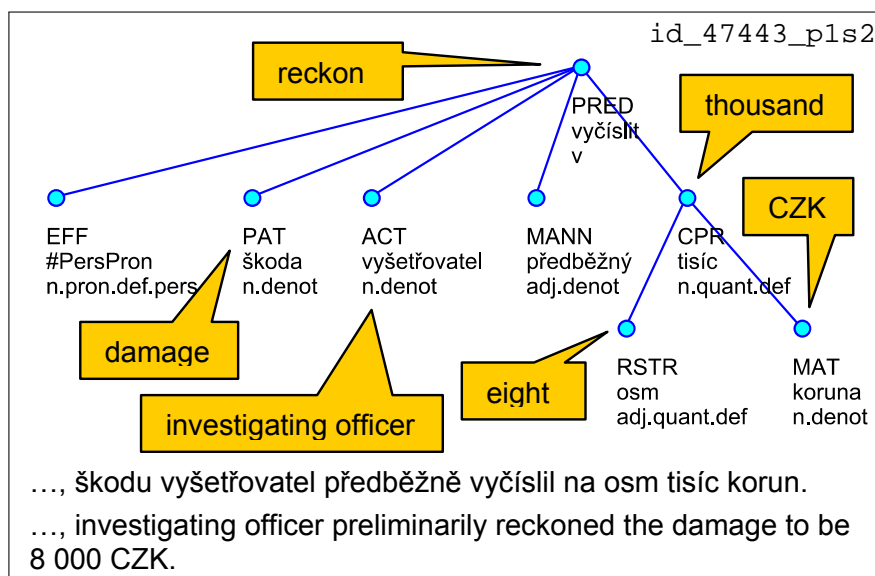 id_47443_p1s2
reckon
PRED
vyčíslit
v
thousand
CZK
EFF
#PersPron
n.pron.def.pers
PAT
škoda
n.denot
ACT
vyšetřovatel
n.denot
MANN
předběžný
adj.denot
CPR
tisíc
n.quant.def
damage
investigating officer
eight
RSTR
osm
adj.quant.def
MAT
koruna
n.denot
…, škodu vyšetřovatel předběžně vyčíslil na osm tisíc korun.
…, investigating officer preliminarily reckoned the damage to be
8 000 CZK.